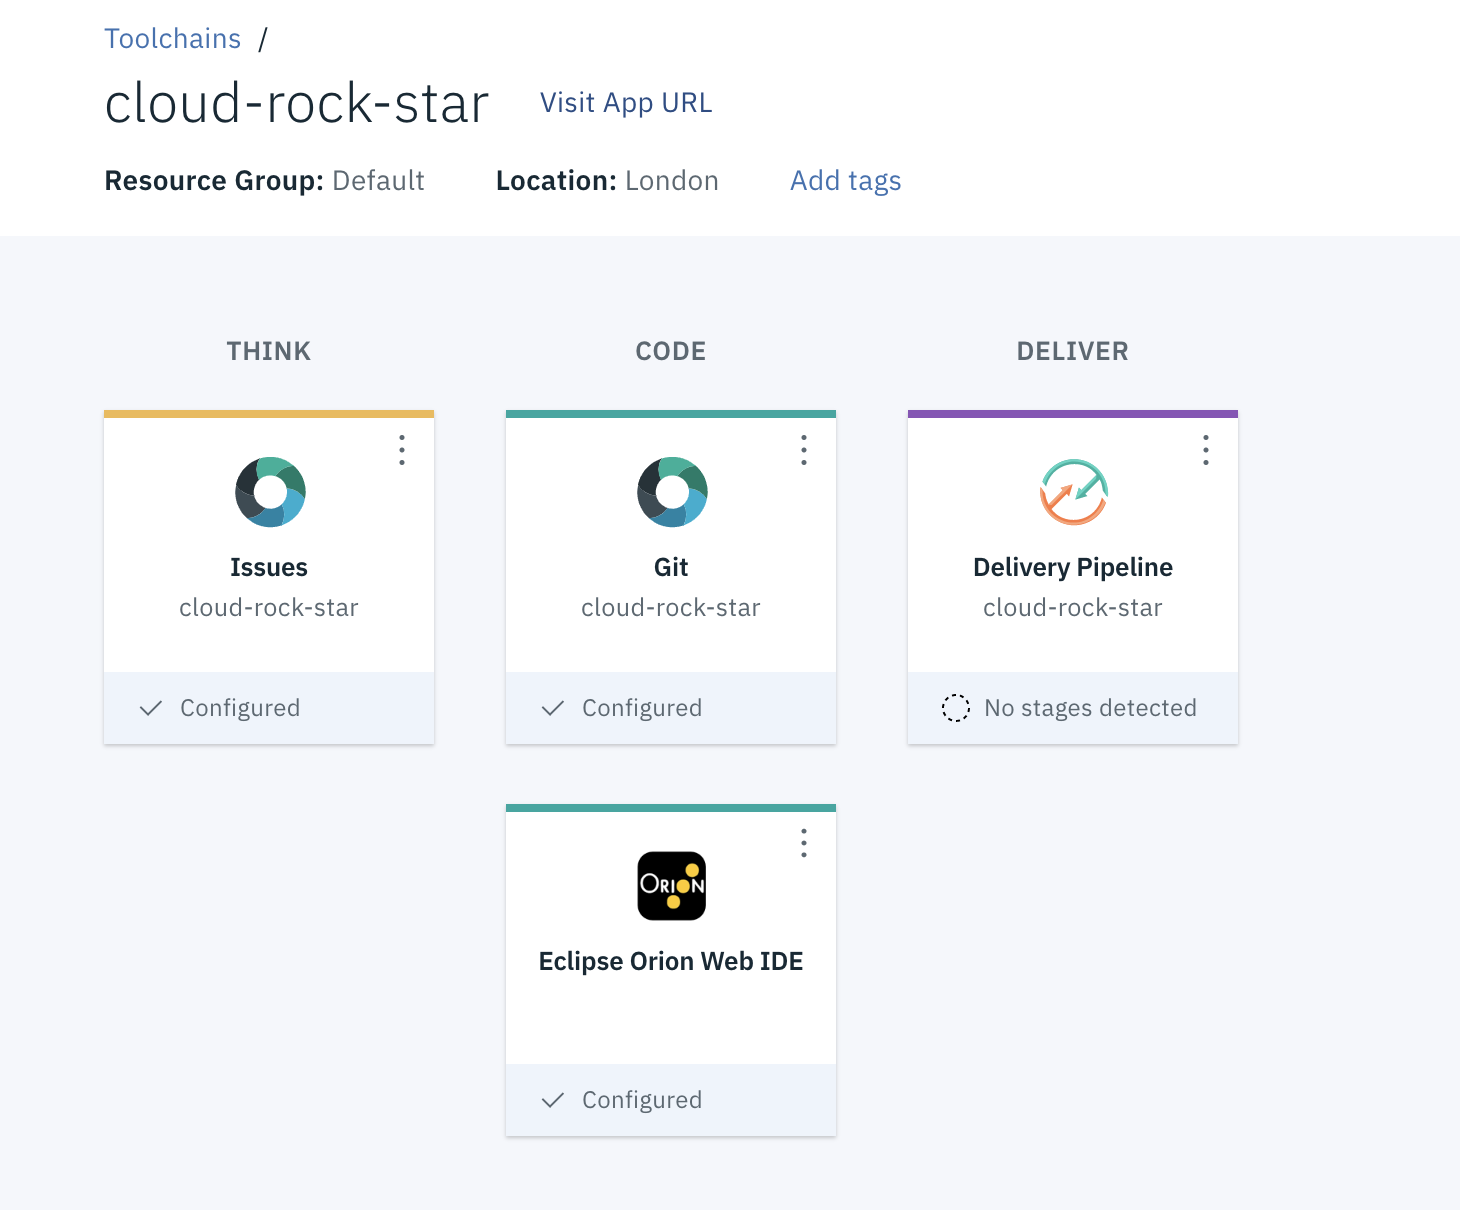 Toolchains /
cloud-rock-star Visit App URL
Resource Group: Default Location: London Add tags
THINK
Issues
cloud-rock-star
Configured
CODE
Git
cloud-rock-star
Configured
ORION
Eclipse Orion Web IDE
Configured
DELIVER
Delivery Pipeline
cloud-rock-star
No stages detected